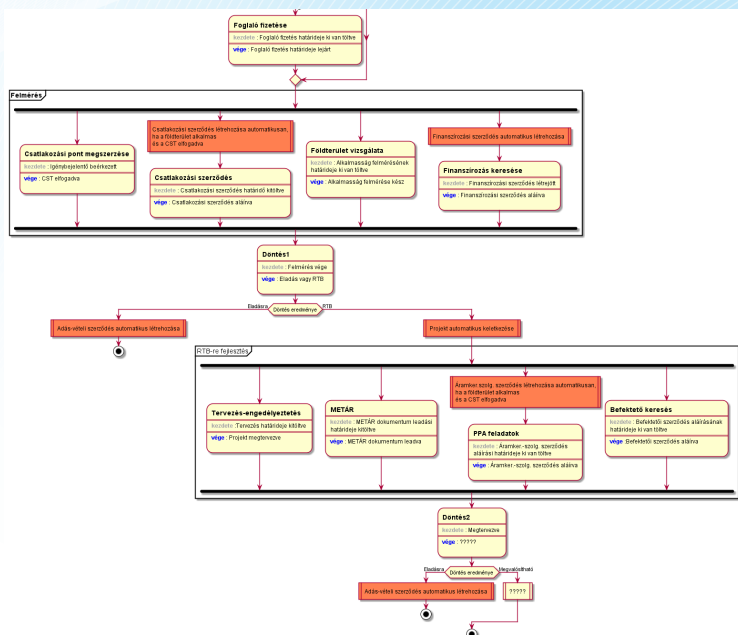 Foglaló fizetése
kezdete : Foglaló fizetés határideje ki van töltve
vége : Foglaló fizetés határideje lejárt
Felmérés
Csatlakozási pont megszerzése
kezdete : Igénybejelentő beérkezett
vége : CST elfogadva
Csatlakozási szerződés létrehozása automatikusan,
ha a földterület alkalmas
és a CST elfogadva
Csatlakozási szerződés
kezdete : Csatlakozási szerződés határidő kitöltve
vége : Csatlakozási szerződés aláírva
Földterület vizsgálata
kezdete : Alkalmasság felmérésének
határideje ki van töltve
vége : Alkalmasság felmérése kész
Finanszírozási szerződés automatikus létrehozása
Finanszírozás keresése
kezdete : Finanszírozási szerződés létrejött
vége : Finanszírozási szerződés aláírva
Döntés1
kezdete : Felmérés vége
vége : Eladás vagy RTB
Eladásra
Döntés eredménye
RTB
Adás-vételi szerződés automatikus létrehozása
Projekt automatikus keletkezése
RTB-re fejlesztés
Tervezés-engedélyeztetés
kezdete :Tervezés határideje kitöltve
vége : Projekt megtervezve
METÁR
kezdete : METÁR dokumentum leadási
határideje kitöltve
vége : METÁR dokumentum leadva
Áramker.szolg. szerződés létrehozása automatikusan,
ha a földterület alkalmas
és a CST elfogadva
PPA feladatok
kezdete : Áramker.-szolg. szerződés
aláírási határideje ki van töltve
vége : Áramker.-szolg. szerződés aláírva
Befektető keresés
kezdete : Befektetői szerződés aláírásának
határideje ki van töltve
vége :Befektetői szerződés aláírva
Döntés2
kezdete : Megtervezve
vége : ?????
Eladásra
Döntés eredménye
Megvalósítható
Adás-vételi szerződés automatikus létrehozása
?????